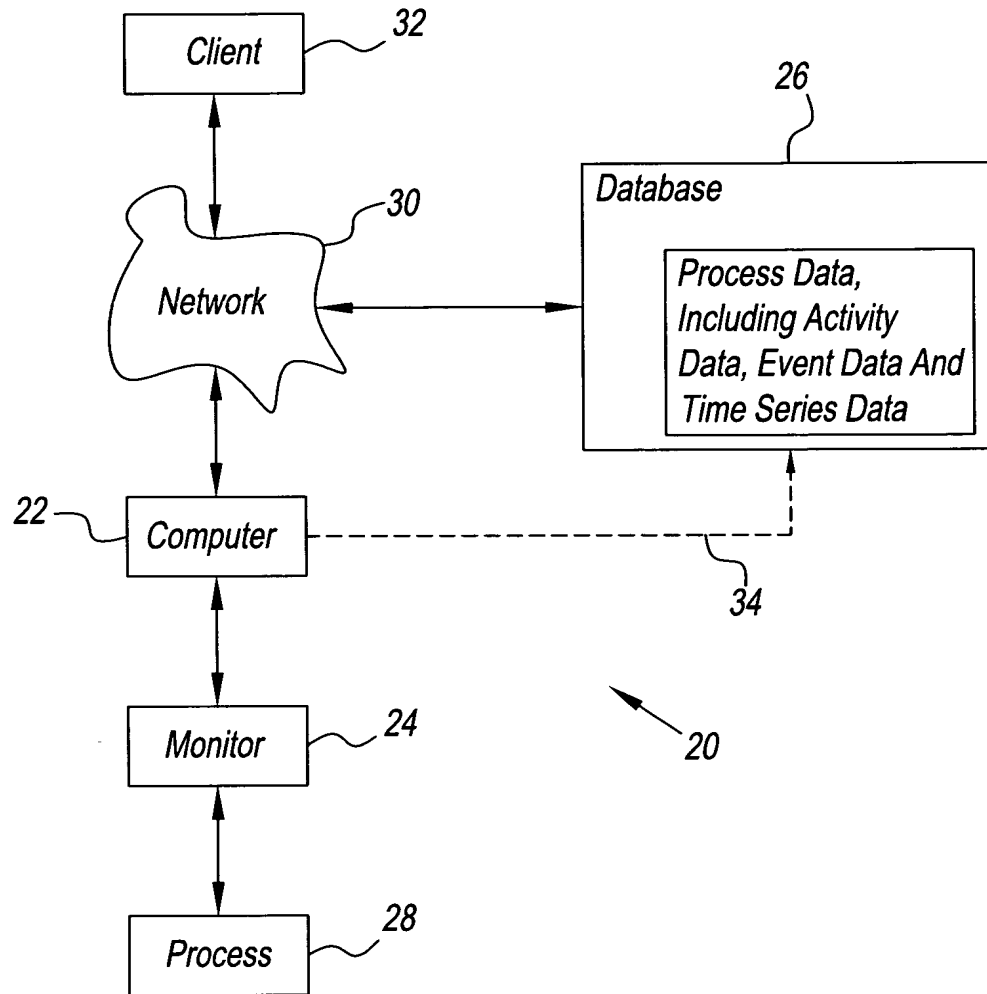 Client
32
26
Database
30
Process Data,
Including Activity
Data, Event Data And
Time Series Data
Network
22
Computer
34
Monitor
24
20
Process
28